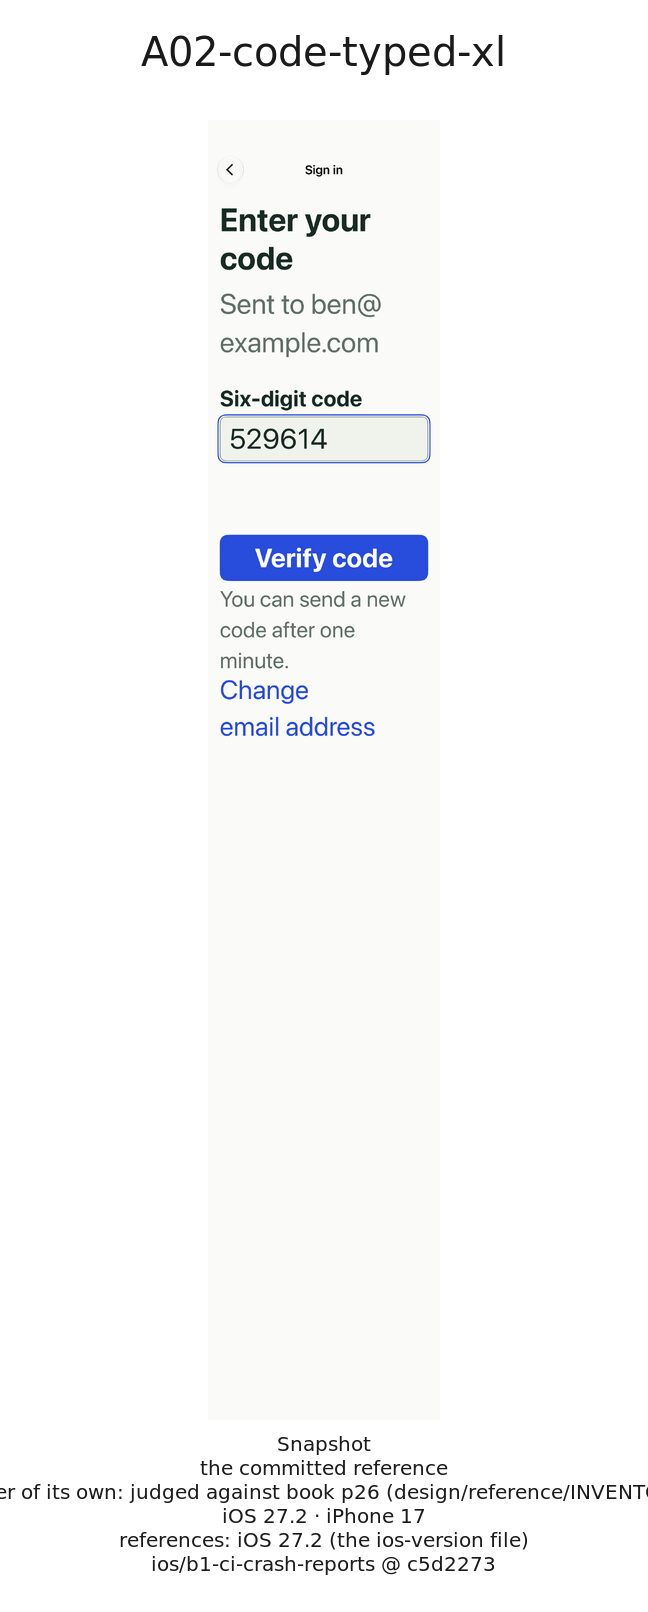 A02-code-typed-xl
Sign in
Enter your
code
Sent to ben@
example.com
Six-digit code
529614
Verify code
You can send a new
code after one
minute.
Change
email address
Snapshot
the committed reference
of its own: judged against book p26 (design/reference/
iOS 27.2 · iPhone 17
references: iOS 27.2 (the ios-version file)
ios/b1-ci-crash-reports @ c5d2273